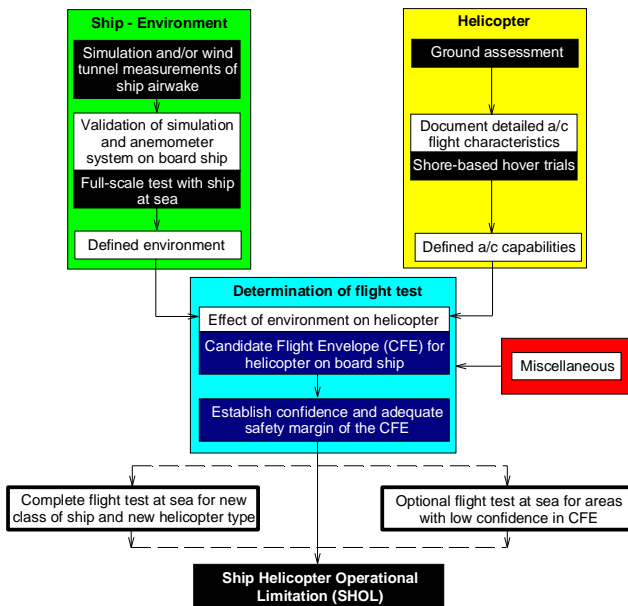 Ship - Environment
Simulation and/or wind
tunnel measurements of
ship airwake
Validation of simulation
and anemometer
system on board ship
Full-scale test with ship
at sea
Defined environment
Helicopter
Ground assessment
Document detailed a/c
flight characteristics
Shore-based hover trials
Defined a/c capabilities
Determination of flight test
Effect of environment on helicopter
Candidate Flight Envelope (CFE) for
helicopter on board ship
Establish confidence and adequate
safety margin of the CFE
Miscellaneous
Complete flight test at sea for new
class of ship and new helicopter type
Optional flight test at sea for areas
with low confidence in CFE
Ship Helicopter Operational
Limitation (SHOL)